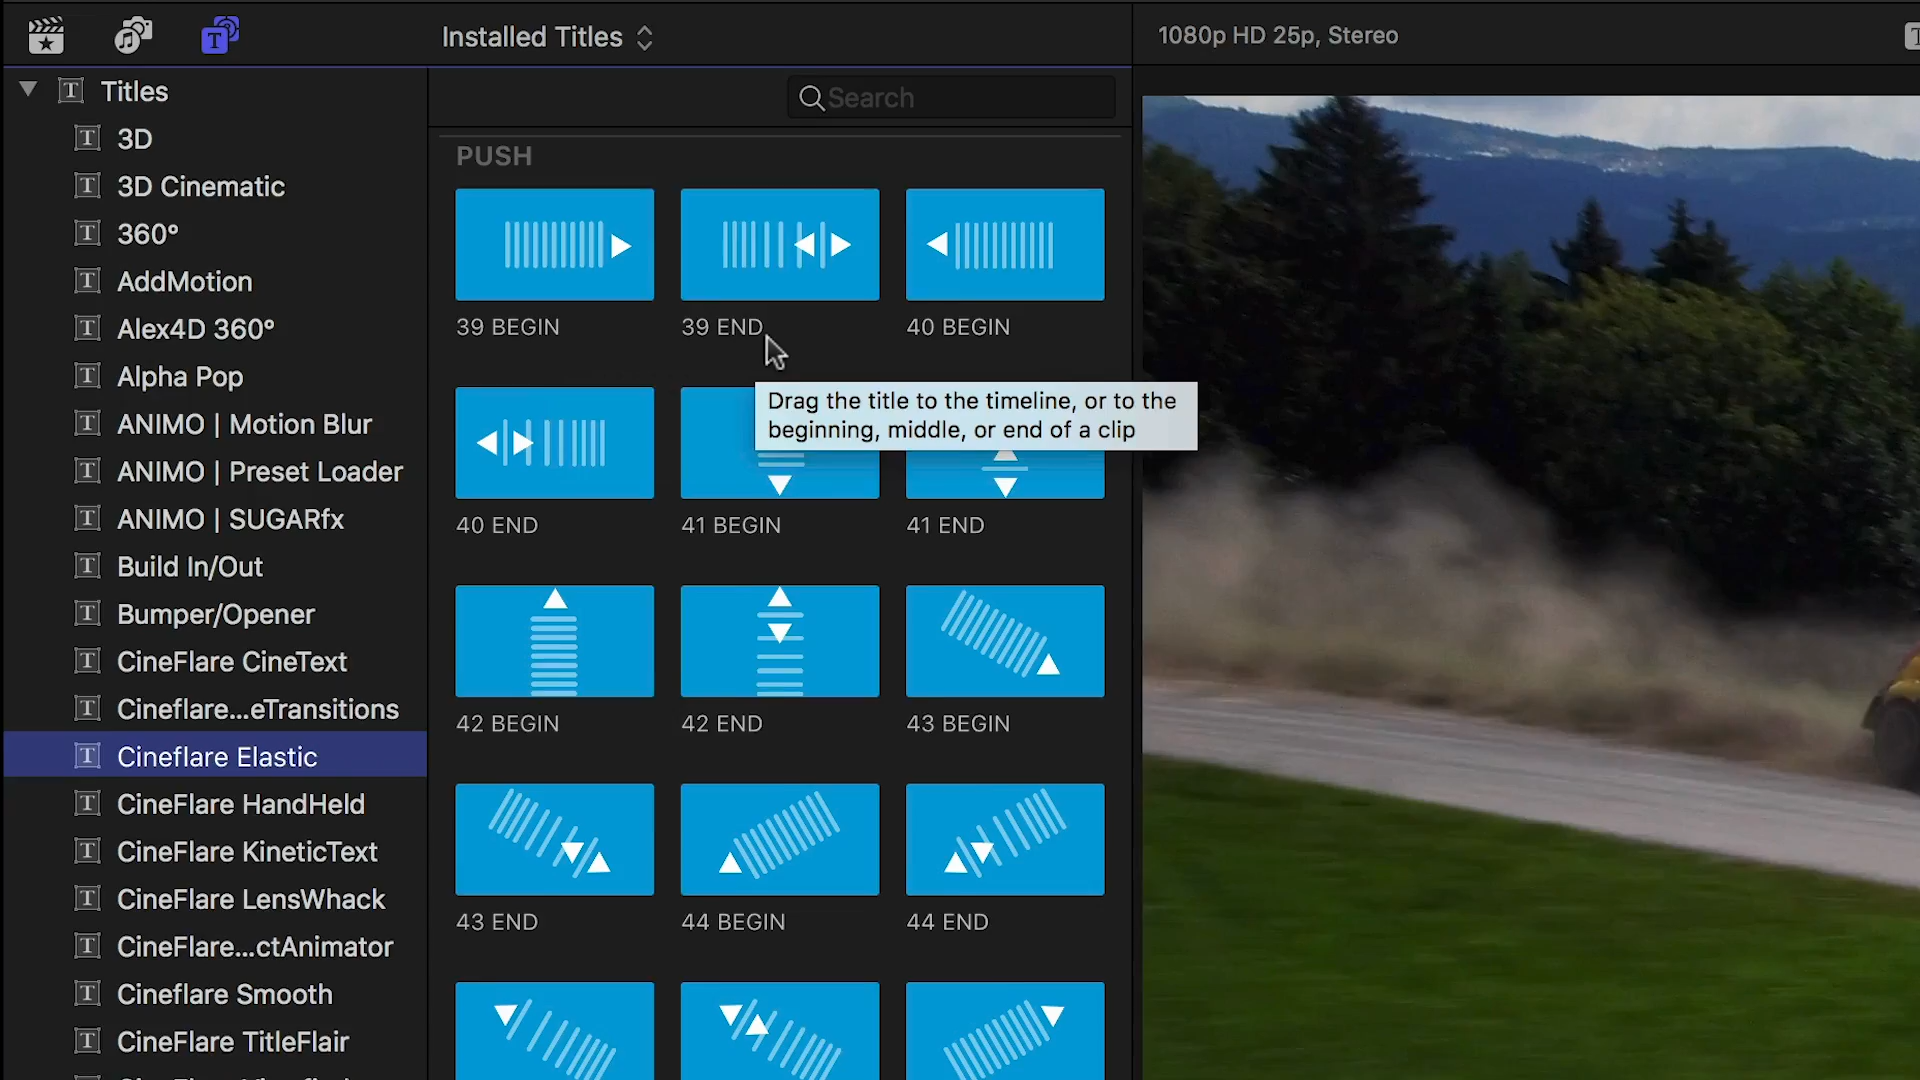 Installed Titles
1080p HD 25p, Stereo
Titles
3D
3D Cinematic
360°
AddMotion
Alex4D 360°
Alpha Pop
ANIMO | Motion Blur
ANIMO | Preset Loader
ANIMO | SUGARfx
Build In/Out
Bumper/Opener
CineFlare CineText
Cineflare...eTransitions
Cineflare Elastic
CineFlare HandHeld
CineFlare KineticText
CineFlare LensWhack
CineFlare...ctAnimator
Cineflare Smooth
CineFlare TitleFlair
Search
PUSH
39 BEGIN
39 END
40 BEGIN
Drag the title to the timeline, or to the
beginning, middle, or end of a clip
40 END
41 BEGIN
41 END
42 BEGIN
42 END
43 BEGIN
43 END
44 BEGIN
44 END